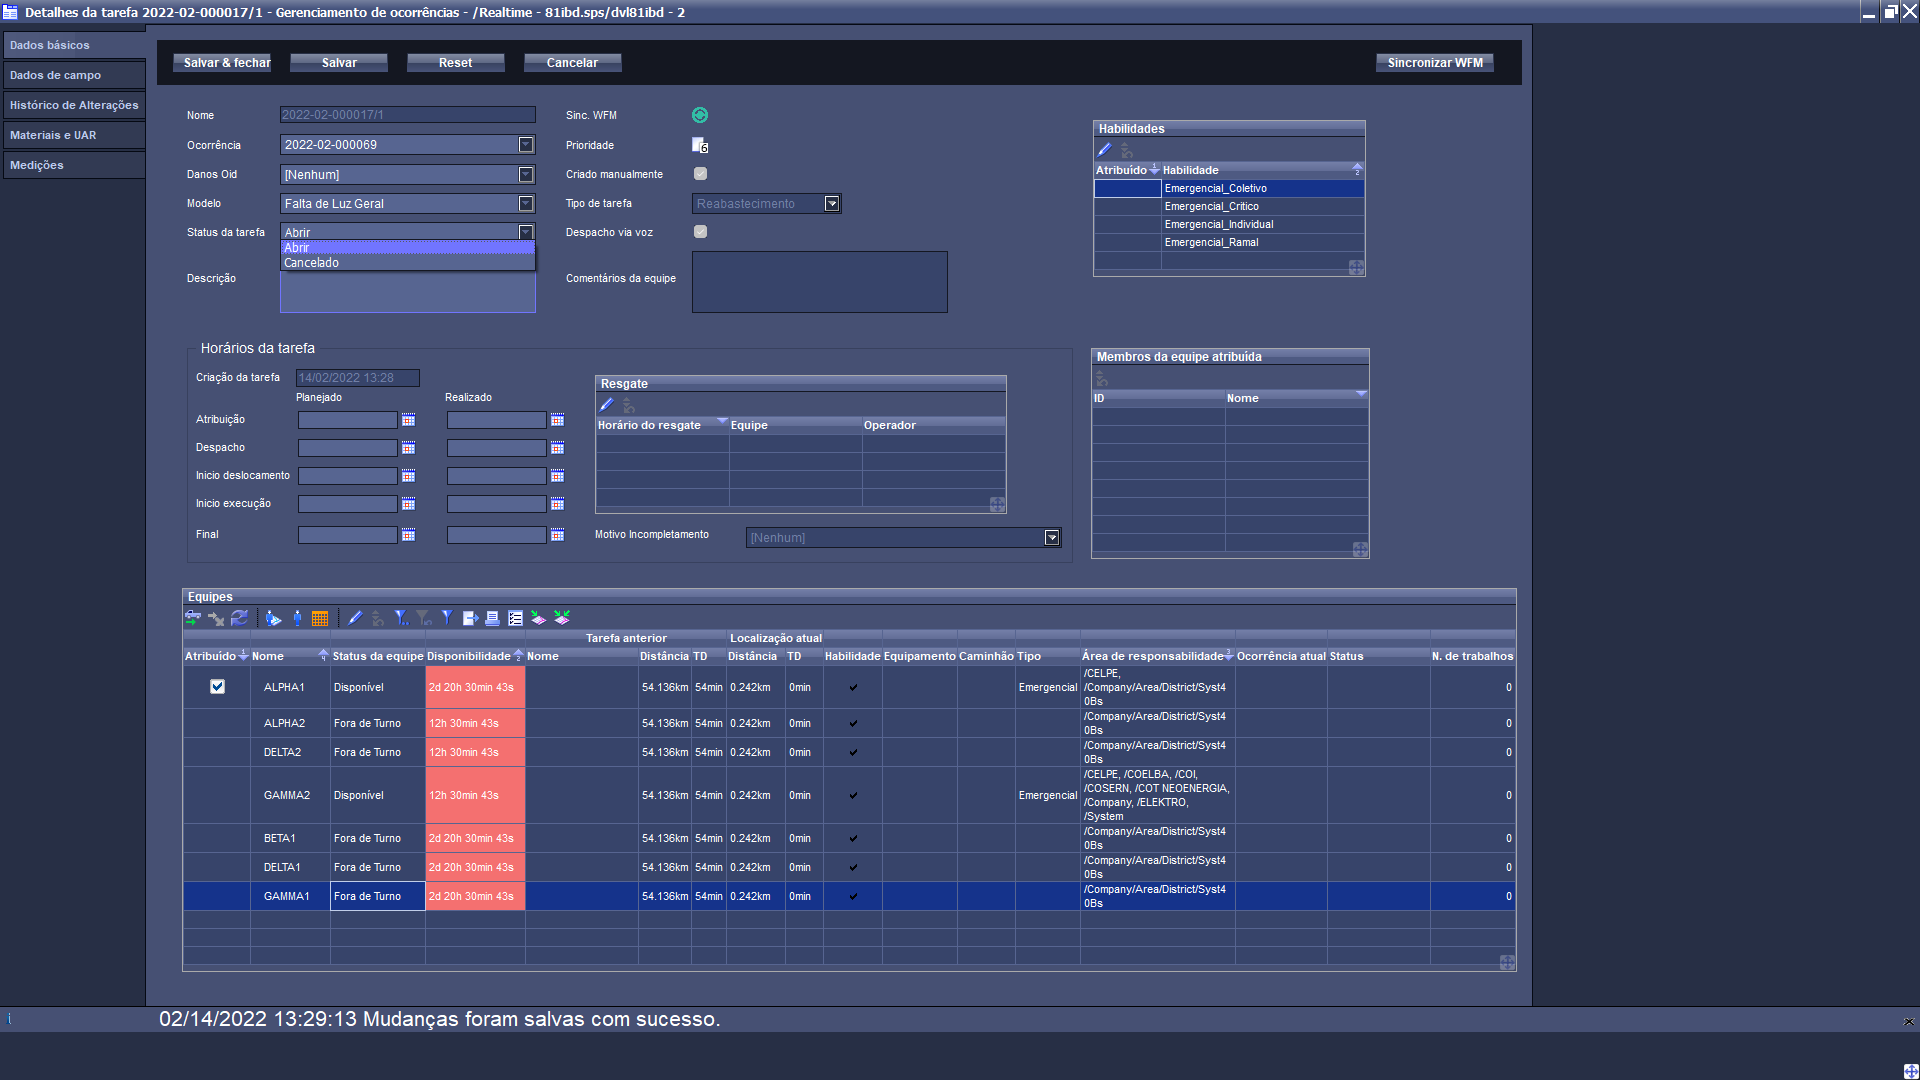 Detalhes da tarefa 2022-02-000017/1 - Gerenciamento de ocorrências - /Realtime - 81ibd.sps/dvl81ibd - 2
Dados básicos
Dados de campo
Histórico de Alterações
Materiais e UAR
Medições
Salvar & fechar Salvar Reset Cancelar Sincronizar WFM
Nome 2022-02-000017/1
Ocorrência 2022-02-000069
Danos Oid [Nenhum]
Modelo Falta de Luz Geral
Status da tarefa Abrir
Abrir
Cancelado
Descrição
Sinc. WFM
Prioridade 6
Criado manualmente
Tipo de tarefa Reabastecimento
Despacho via voz
Comentários da equipe
Habilidades
Atribuído 1 Habilidade 2
Emergencial_Coletivo
Emergencial_Critico
Emergencial_Individual
Emergencial_Ramal
Horários da tarefa
Criação da tarefa 14/02/2022 13:28
Planejado Realizado
Atribuição
Despacho
Inicio deslocamento
Inicio execução
Final
Resgate
Horário do resgate Equipe Operador
Motivo Incompletamento [Nenhum]
Membros da equipe atribuída
ID Nome
Equipes
Tarefa anterior Localização atual
Atribuído 1 Nome 4 Status da equipe Disponibilidade 2 Nome Distância TD Distância TD Habilidade Equipamento Caminhão Tipo Área de responsabilidade 3 Ocorrência atual Status N. de trabalhos
ALPHA1 Disponível 2d 20h 30min 43s 54.136km 54min 0.242km 0min Emergencial /CELPE, 0
/Company/Area/District/Syst4
0Bs
ALPHA2 Fora de Turno 12h 30min 43s 54.136km 54min 0.242km 0min /Company/Area/District/Syst4 0
0Bs
DELTA2 Fora de Turno 12h 30min 43s 54.136km 54min 0.242km 0min /Company/Area/District/Syst4 0
0Bs
GAMMA2 Disponível 12h 30min 43s 54.136km 54min 0.242km 0min Emergencial /CELPE, /COELBA, /COI, 0
/COSERN, /COT NEOENERGIA,
/Company, /ELEKTRO,
/System
BETA1 Fora de Turno 2d 20h 30min 43s 54.136km 54min 0.242km 0min /Company/Area/District/Syst4 0
0Bs
DELTA1 Fora de Turno 2d 20h 30min 43s 54.136km 54min 0.242km 0min /Company/Area/District/Syst4 0
0Bs
GAMMA1 Fora de Turno 2d 20h 30min 43s 54.136km 54min 0.242km 0min /Company/Area/District/Syst4 0
0Bs
02/14/2022 13:29:13 Mudanças foram salvas com sucesso.